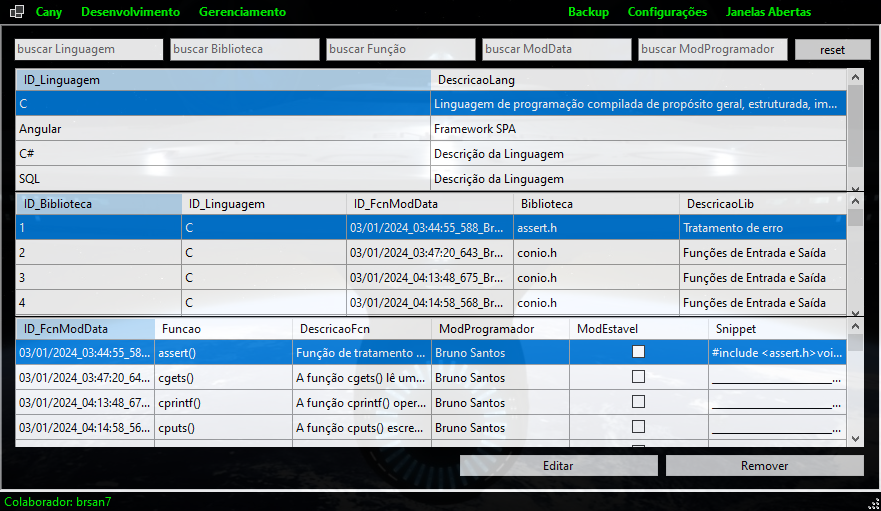 Cany Desenvolvimento Gerenciamento Backup Configurações Janelas Abertas
buscar Linguagem buscar Biblioteca buscar Função buscar ModData buscar ModProgramador reset
ID_Linguagem DescricaoLang
C Linguagem de programação compilada de propósito geral, estruturada, im...
Angular Framework SPA
C# Descrição da Linguagem
SQL Descrição da Linguagem
ID_Biblioteca ID_Linguagem ID_FcnModData Biblioteca DescricaoLib
1 C 03/01/2024_03:44:55_588_Br... assert.h Tratamento de erro
2 C 03/01/2024_03:47:20_643_Br... conio.h Funções de Entrada e Saída
3 C 03/01/2024_04:13:48_675_Br... conio.h Funções de Entrada e Saída
4 C 03/01/2024_04:14:58_568_Br... conio.h Funções de Entrada e Saída
ID_FcnModData Funcao DescricaoFcn ModProgramador ModEstavel Snippet
03/01/2024_03:44:55_58... assert() Função de tratamento ... Bruno Santos #include <assert.h>voi...
03/01/2024_03:47:20_64... cgets() A função cgets() lê um... Bruno Santos ____________________...
03/01/2024_04:13:48_67... cprintf() A função cprintf() oper... Bruno Santos ____________________...
03/01/2024_04:14:58_56... cputs() A função cputs() escre... Bruno Santos ____________________...
Editar Remover
Colaborador: brsan7